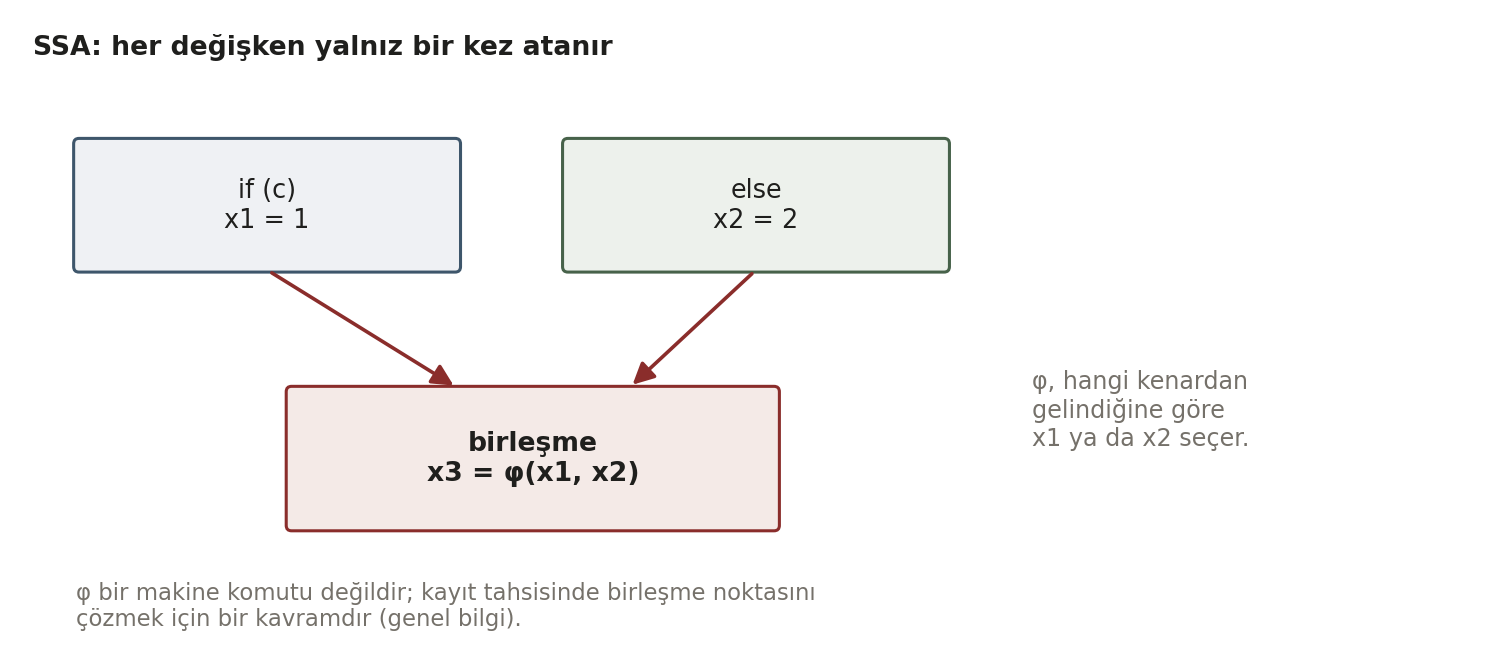 SSA: her değişken yalnız bir kez atanır
if (c)
x1 = 1
else
x2 = 2
φ, hangi kenardan
gelindiğine göre
x1 ya da x2 seçer.
birleşme
x3 = φ(x1, x2)
φ bir makine komutu değildir; kayıt tahsisinde birleşme noktasını
çözmek için bir kavramdır (genel bilgi).